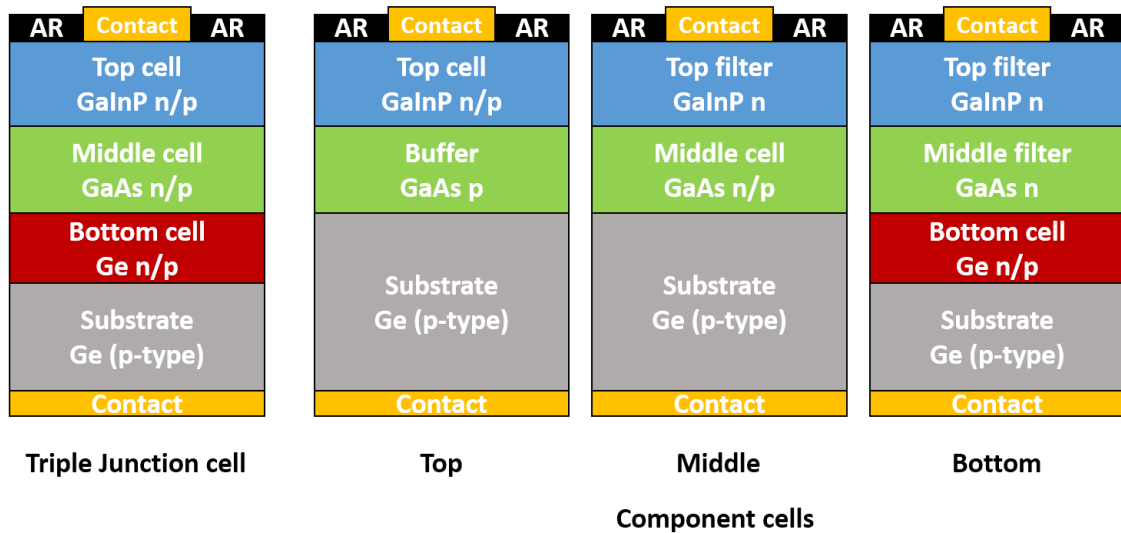 AR Contact AR
Top cell
GaInP n/p
Middle cell
GaAs n/p
Bottom cell
Ge n/p
Substrate
Ge (p-type)
Contact
Triple Junction cell
AR Contact AR
Top cell
GaInP n/p
Buffer
GaAs p
Substrate
Ge (p-type)
Contact
Top
AR Contact AR
Top filter
GaInP n
Middle cell
GaAs n/p
Substrate
Ge (p-type)
Contact
Middle
AR Contact AR
Top filter
GaInP n
Middle filter
GaAs n
Bottom cell
Ge n/p
Substrate
Ge (p-type)
Contact
Bottom
Component cells